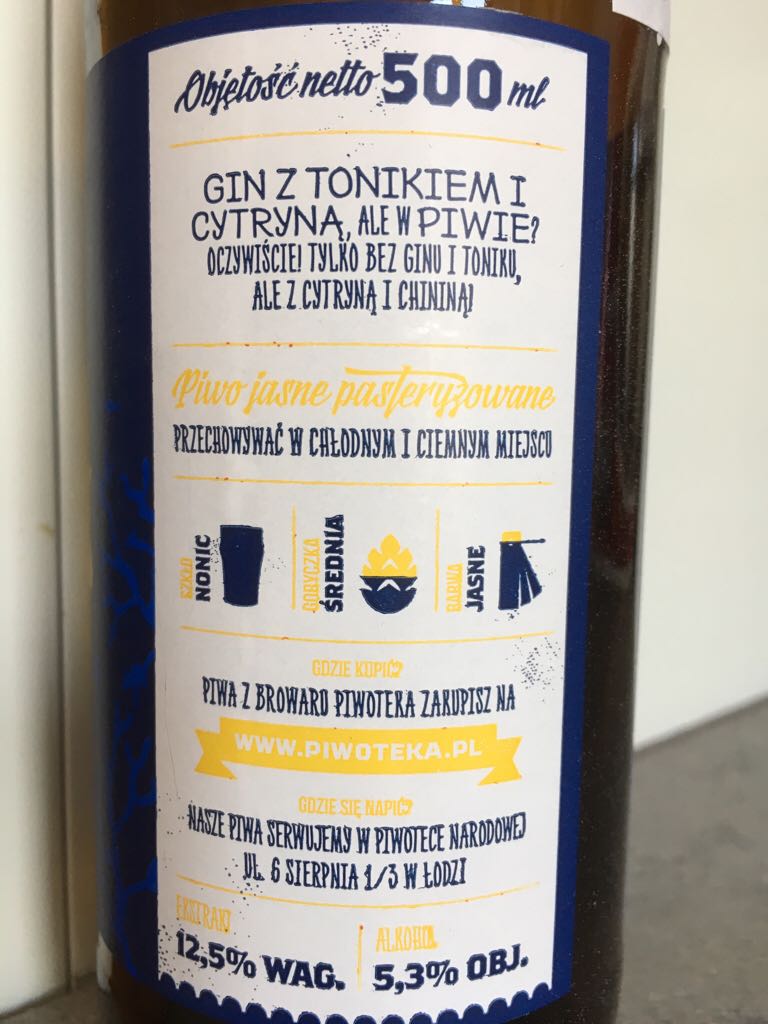 Objętość netto 500 ml
GIN Z TONIKIEM I
CYTRYNĄ, ALE W PIWIE?
OCZYWIŚCIE! TYLKO BEZ GINU I TONIKU,
ALE Z CYTRYNĄ I CHININĄ!
Piwo jasne pasteryzowane
PRZECHOWYWAĆ W CHŁODNYM I CIEMNYM MIEJSCU
SZKŁO
NONIC
GORYCZKA
ŚREDNIA
BARWA
JASNE
GDZIE KUPIĆ?
PIWA Z BROWARU PIWOTEKA ZAKUPISZ NA
WWW.PIWOTEKA.PL
GDZIE SIĘ NAPIĆ?
NASZE PIWA SERWUJEMY W PIWOTECE NARODOWEJ
UL. 6 SIERPNIA 1/3 W ŁODZI
EKSTRAKT
12,5% WAG.
ALKOHOL
5,3% OBJ.